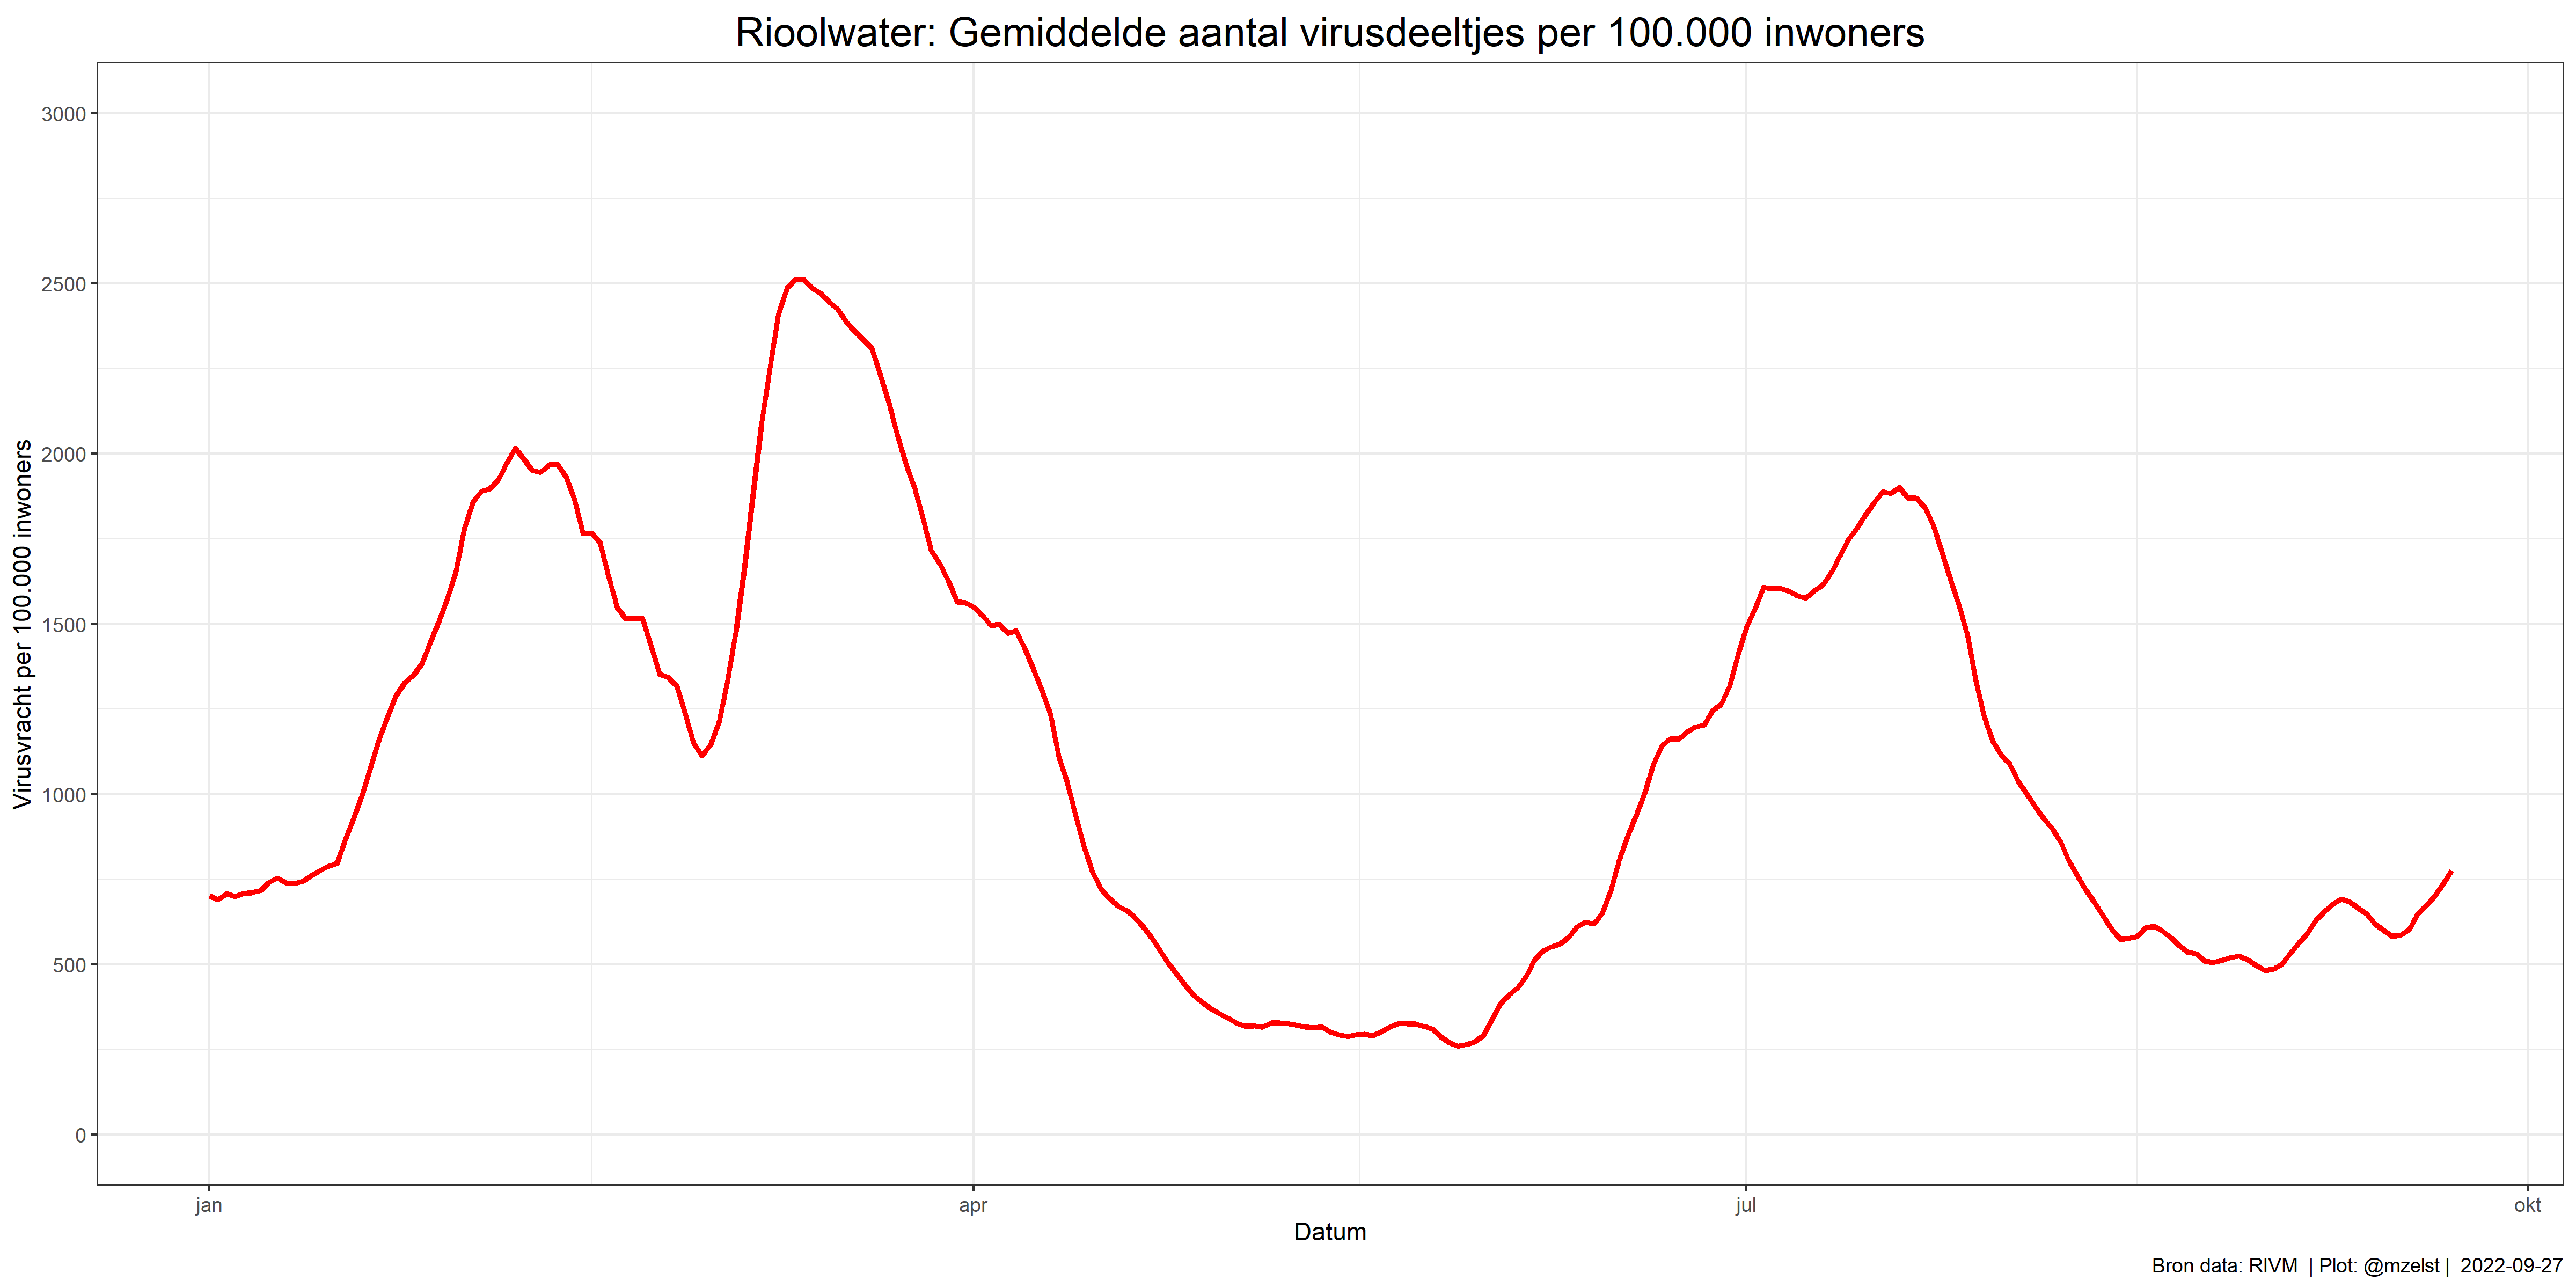 Rioolwater: Gemiddelde aantal virusdeeltjes per 100.000 inwoners
Virusvracht per 100.000 inwoners
3000
2500
2000
1500
1000
500
0
jan apr jul okt
Datum
Bron data: RIVM | Plot: @mzelst | 2022-09-27